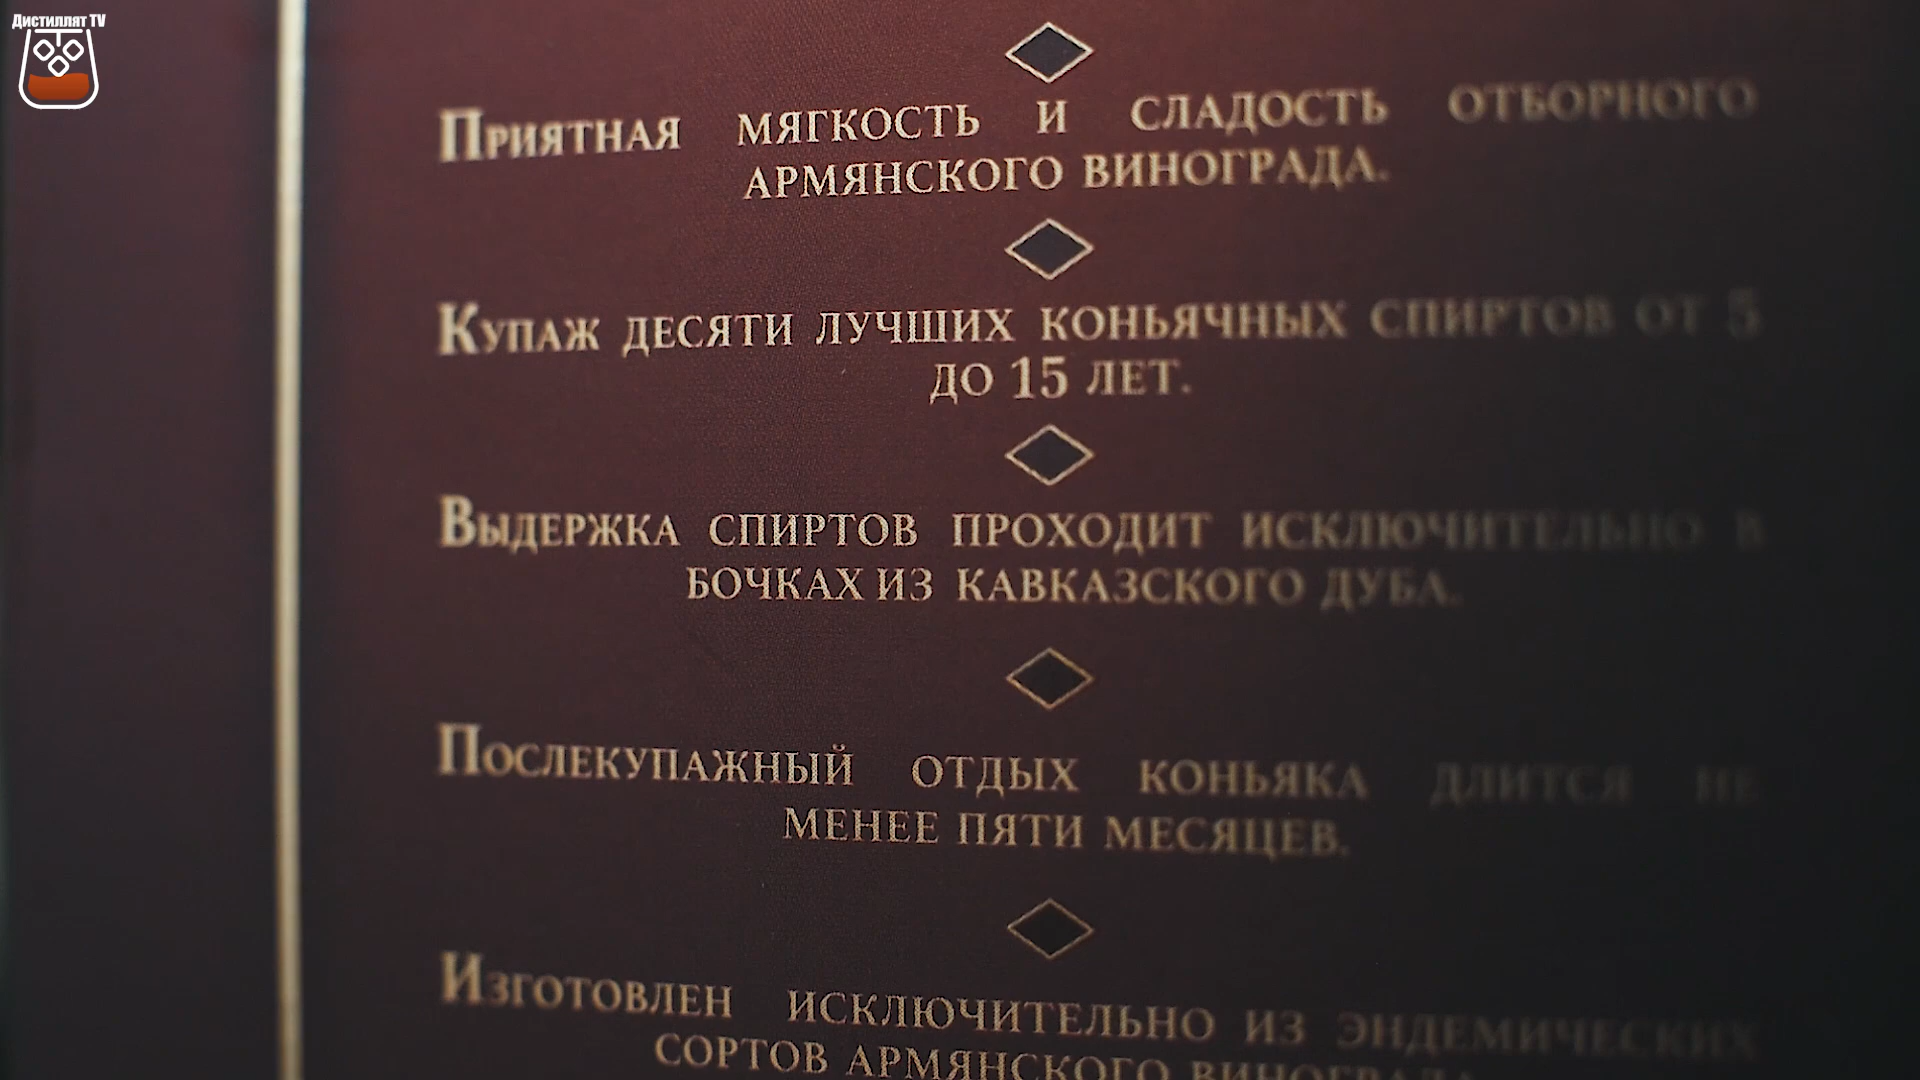 Дистиллят TV
Приятная мягкость и сладость отборного
армянского винограда.
Купаж десяти лучших коньячных спиртов от 5
до 15 лет.
Выдержка спиртов проходит исключительно в
бочках из кавказского дуба.
Послекупажный отдых коньяка длится не
менее пяти месяцев.
Изготовлен исключительно из эндемических
сортов армянского винограда